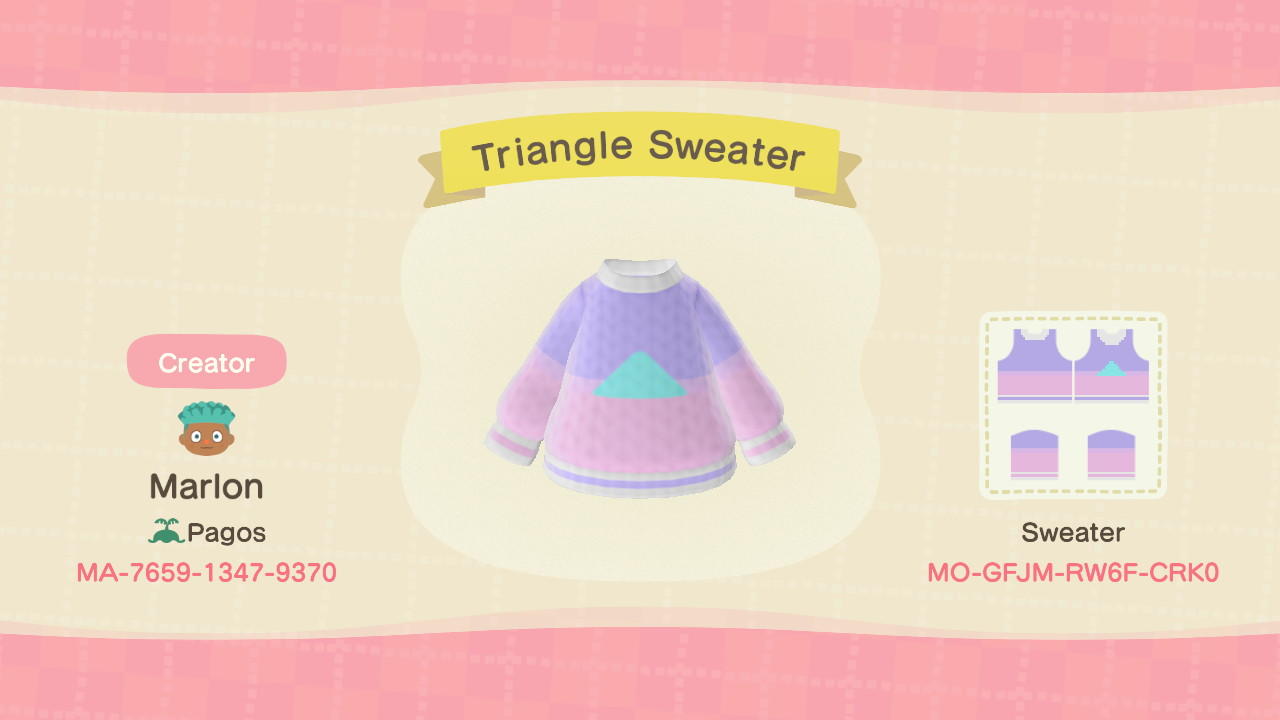 Triangle Sweater
Creator
Marlon
Pagos
MA-7659-1347-9370
Sweater
MO-GFJM-RW6F-CRK0